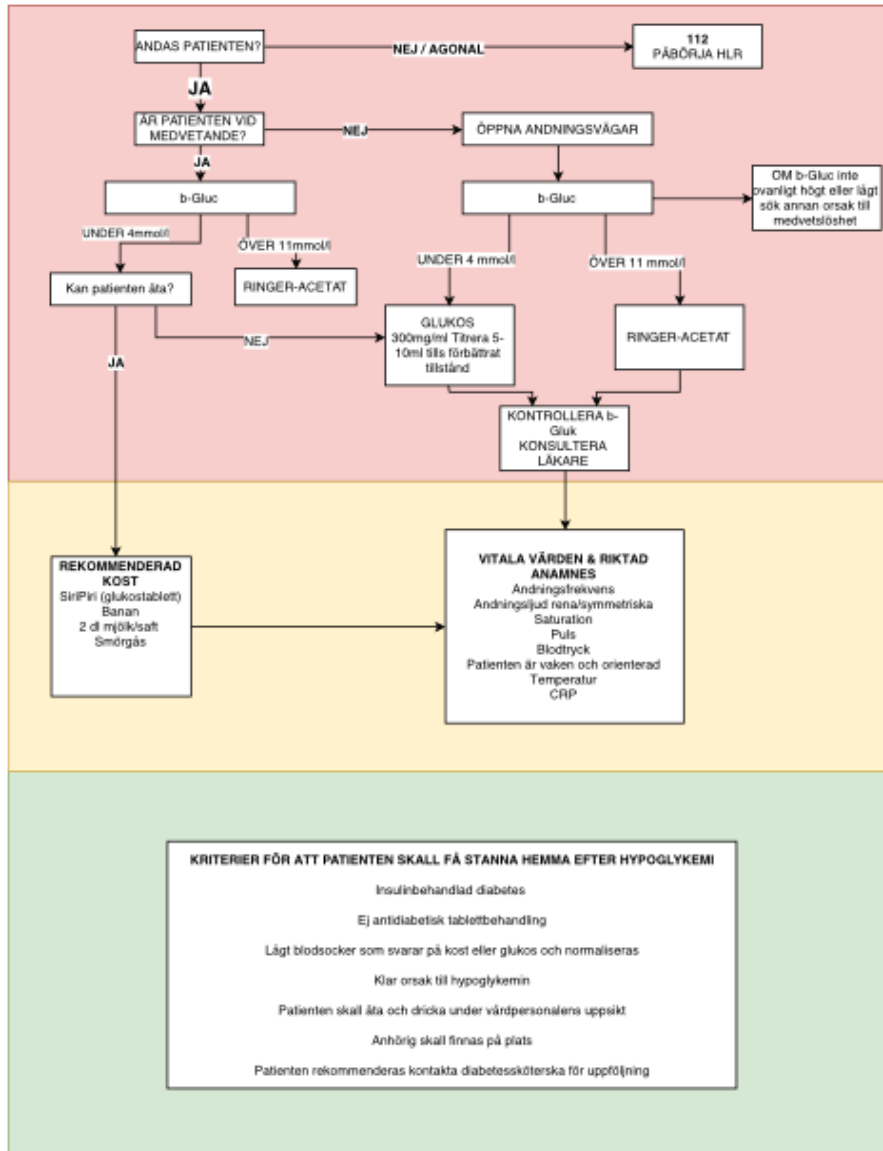 ANDAS PATIENTEN?
NEJ / AGONAL
112
PÅBÖRJA HLR
JA
ÄR PATIENTEN VID
MEDVETANDE?
NEJ
ÖPPNA ANDNINGSVÄGAR
JA
b-Gluc
b-Gluc
OM b-Gluc inte
ovanligt högt eller lågt
sök annan orsak till
medvetslöshet
UNDER 4mmol/l
ÖVER 11mmol/l
UNDER 4 mmol/l
ÖVER 11 mmol/l
Kan patienten äta?
RINGER-ACETAT
NEJ
JA
GLUKOS
300mg/ml Titrera 5-
10ml tills förbättrat
tillstånd
RINGER-ACETAT
KONTROLLERA b-
Gluk
KONSULTERA
LÄKARE
REKOMMENDERAD
KOST
SiriPiri (glukostablett)
Banan
2 dl mjölk/saft
Smörgås
VITALA VÄRDEN & RIKTAD
ANAMNES
Andningsfrekvens
Andningsljud rena/symmetriska
Saturation
Puls
Blodtryck
Patienten är vaken och orienterad
Temperatur
CRP
KRITERIER FÖR ATT PATIENTEN SKALL FÅ STANNA HEMMA EFTER HYPOGLYKEMI
Insulinbehandlad diabetes
Ej antidiabetisk tablettbehandling
Lågt blodsocker som svarar på kost eller glukos och normaliseras
Klar orsak till hypoglykemin
Patienten skall äta och dricka under vårdpersonalens uppsikt
Anhörig skall finnas på plats
Patienten rekommenderas kontakta diabetessköterska för uppföljning